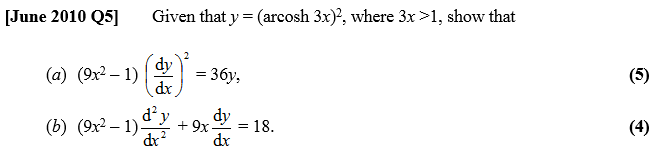 [June 2010 Q5] Given that y = (arcosh 3x)², where 3x >1, show that
(a) (9x² – 1) (dy/dx)² = 36y, (5)
(b) (9x² – 1) d²y/dx² + 9x dy/dx = 18. (4)